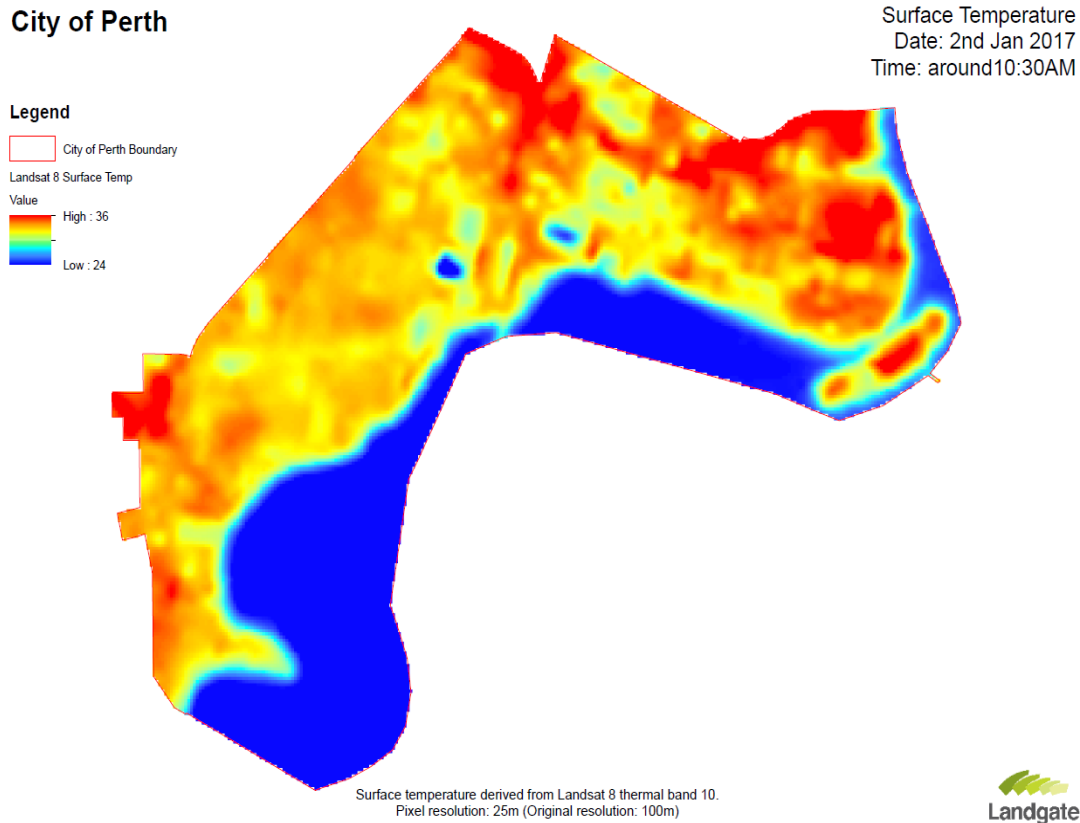 City of Perth
Surface Temperature
Date: 2nd Jan 2017
Time: around10:30AM
Legend
City of Perth Boundary
Landsat 8 Surface Temp
Value
High : 36
Low : 24
Surface temperature derived from Landsat 8 thermal band 10.
Pixel resolution: 25m (Original resolution: 100m)
Landgate